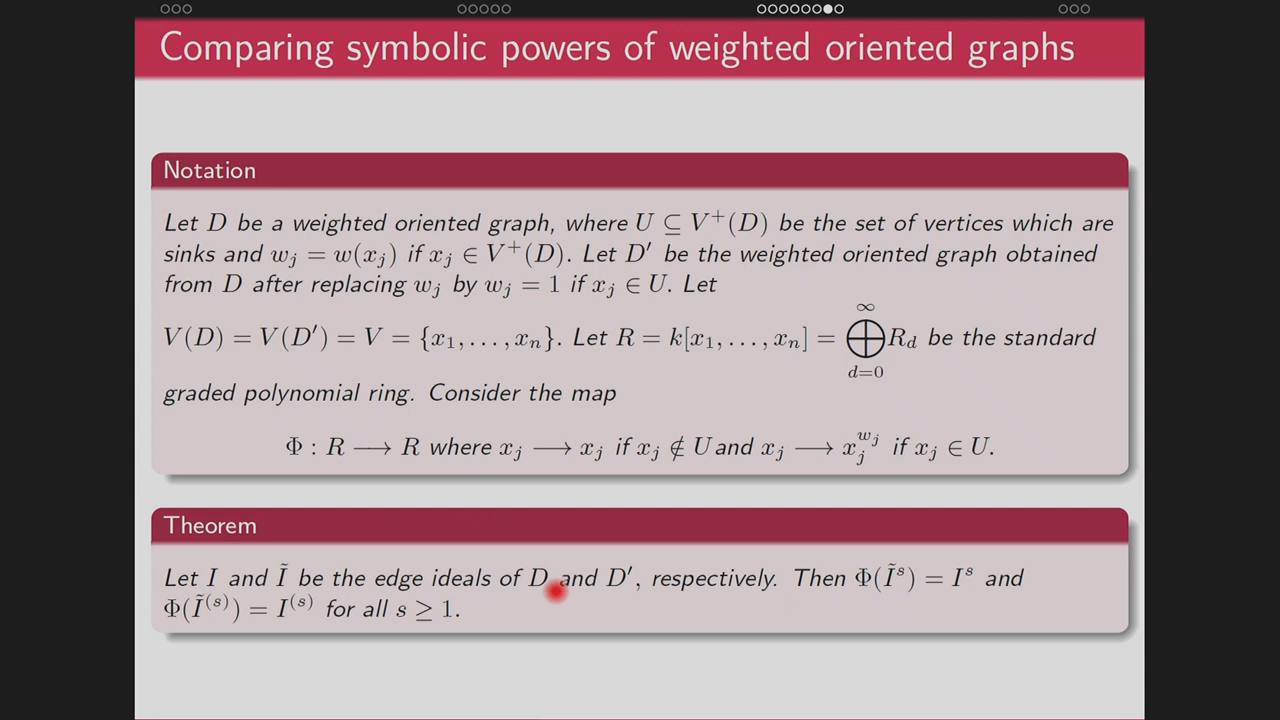 Comparing symbolic powers of weighted oriented graphs
Notation
Let D be a weighted oriented graph, where U ⊆ V⁺(D) be the set of vertices which are
sinks and w_j = w(x_j) if x_j ∈ V⁺(D). Let D′ be the weighted oriented graph obtained
from D after replacing w_j by w_j = 1 if x_j ∈ U. Let
V(D) = V(D′) = V = {x_1, . . . , x_n}. Let R = k[x_1, . . . , x_n] = ⨁_{d=0}^{∞} R_d be the standard
graded polynomial ring. Consider the map
Φ : R ⟶ R where x_j ⟶ x_j if x_j ∉ U and x_j ⟶ x_j^{w_j} if x_j ∈ U.
Theorem
Let I and Ĩ be the edge ideals of D and D′, respectively. Then Φ(Ĩ^s) = I^s and
Φ(Ĩ^{(s)}) = I^{(s)} for all s ≥ 1.